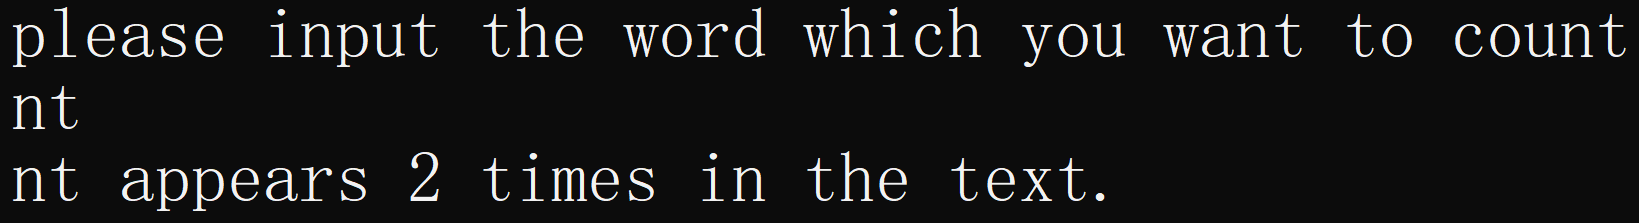 please input the word which you want to count
nt
nt appears 2 times in the text.